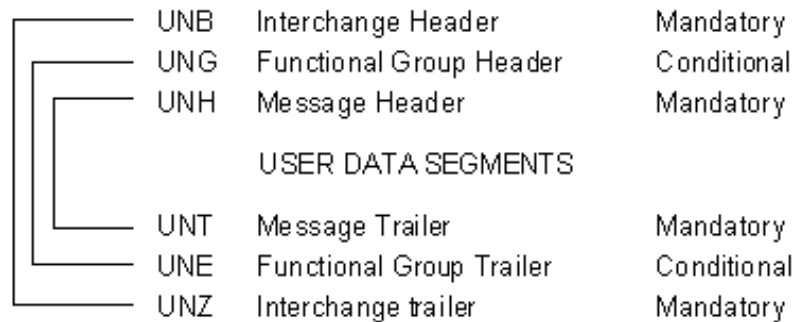 UNB Interchange Header Mandatory
UNG Functional Group Header Conditional
UNH Message Header Mandatory
USER DATA SEGMENTS
UNT Message Trailer Mandatory
UNE Functional Group Trailer Conditional
UNZ Interchange trailer Mandatory